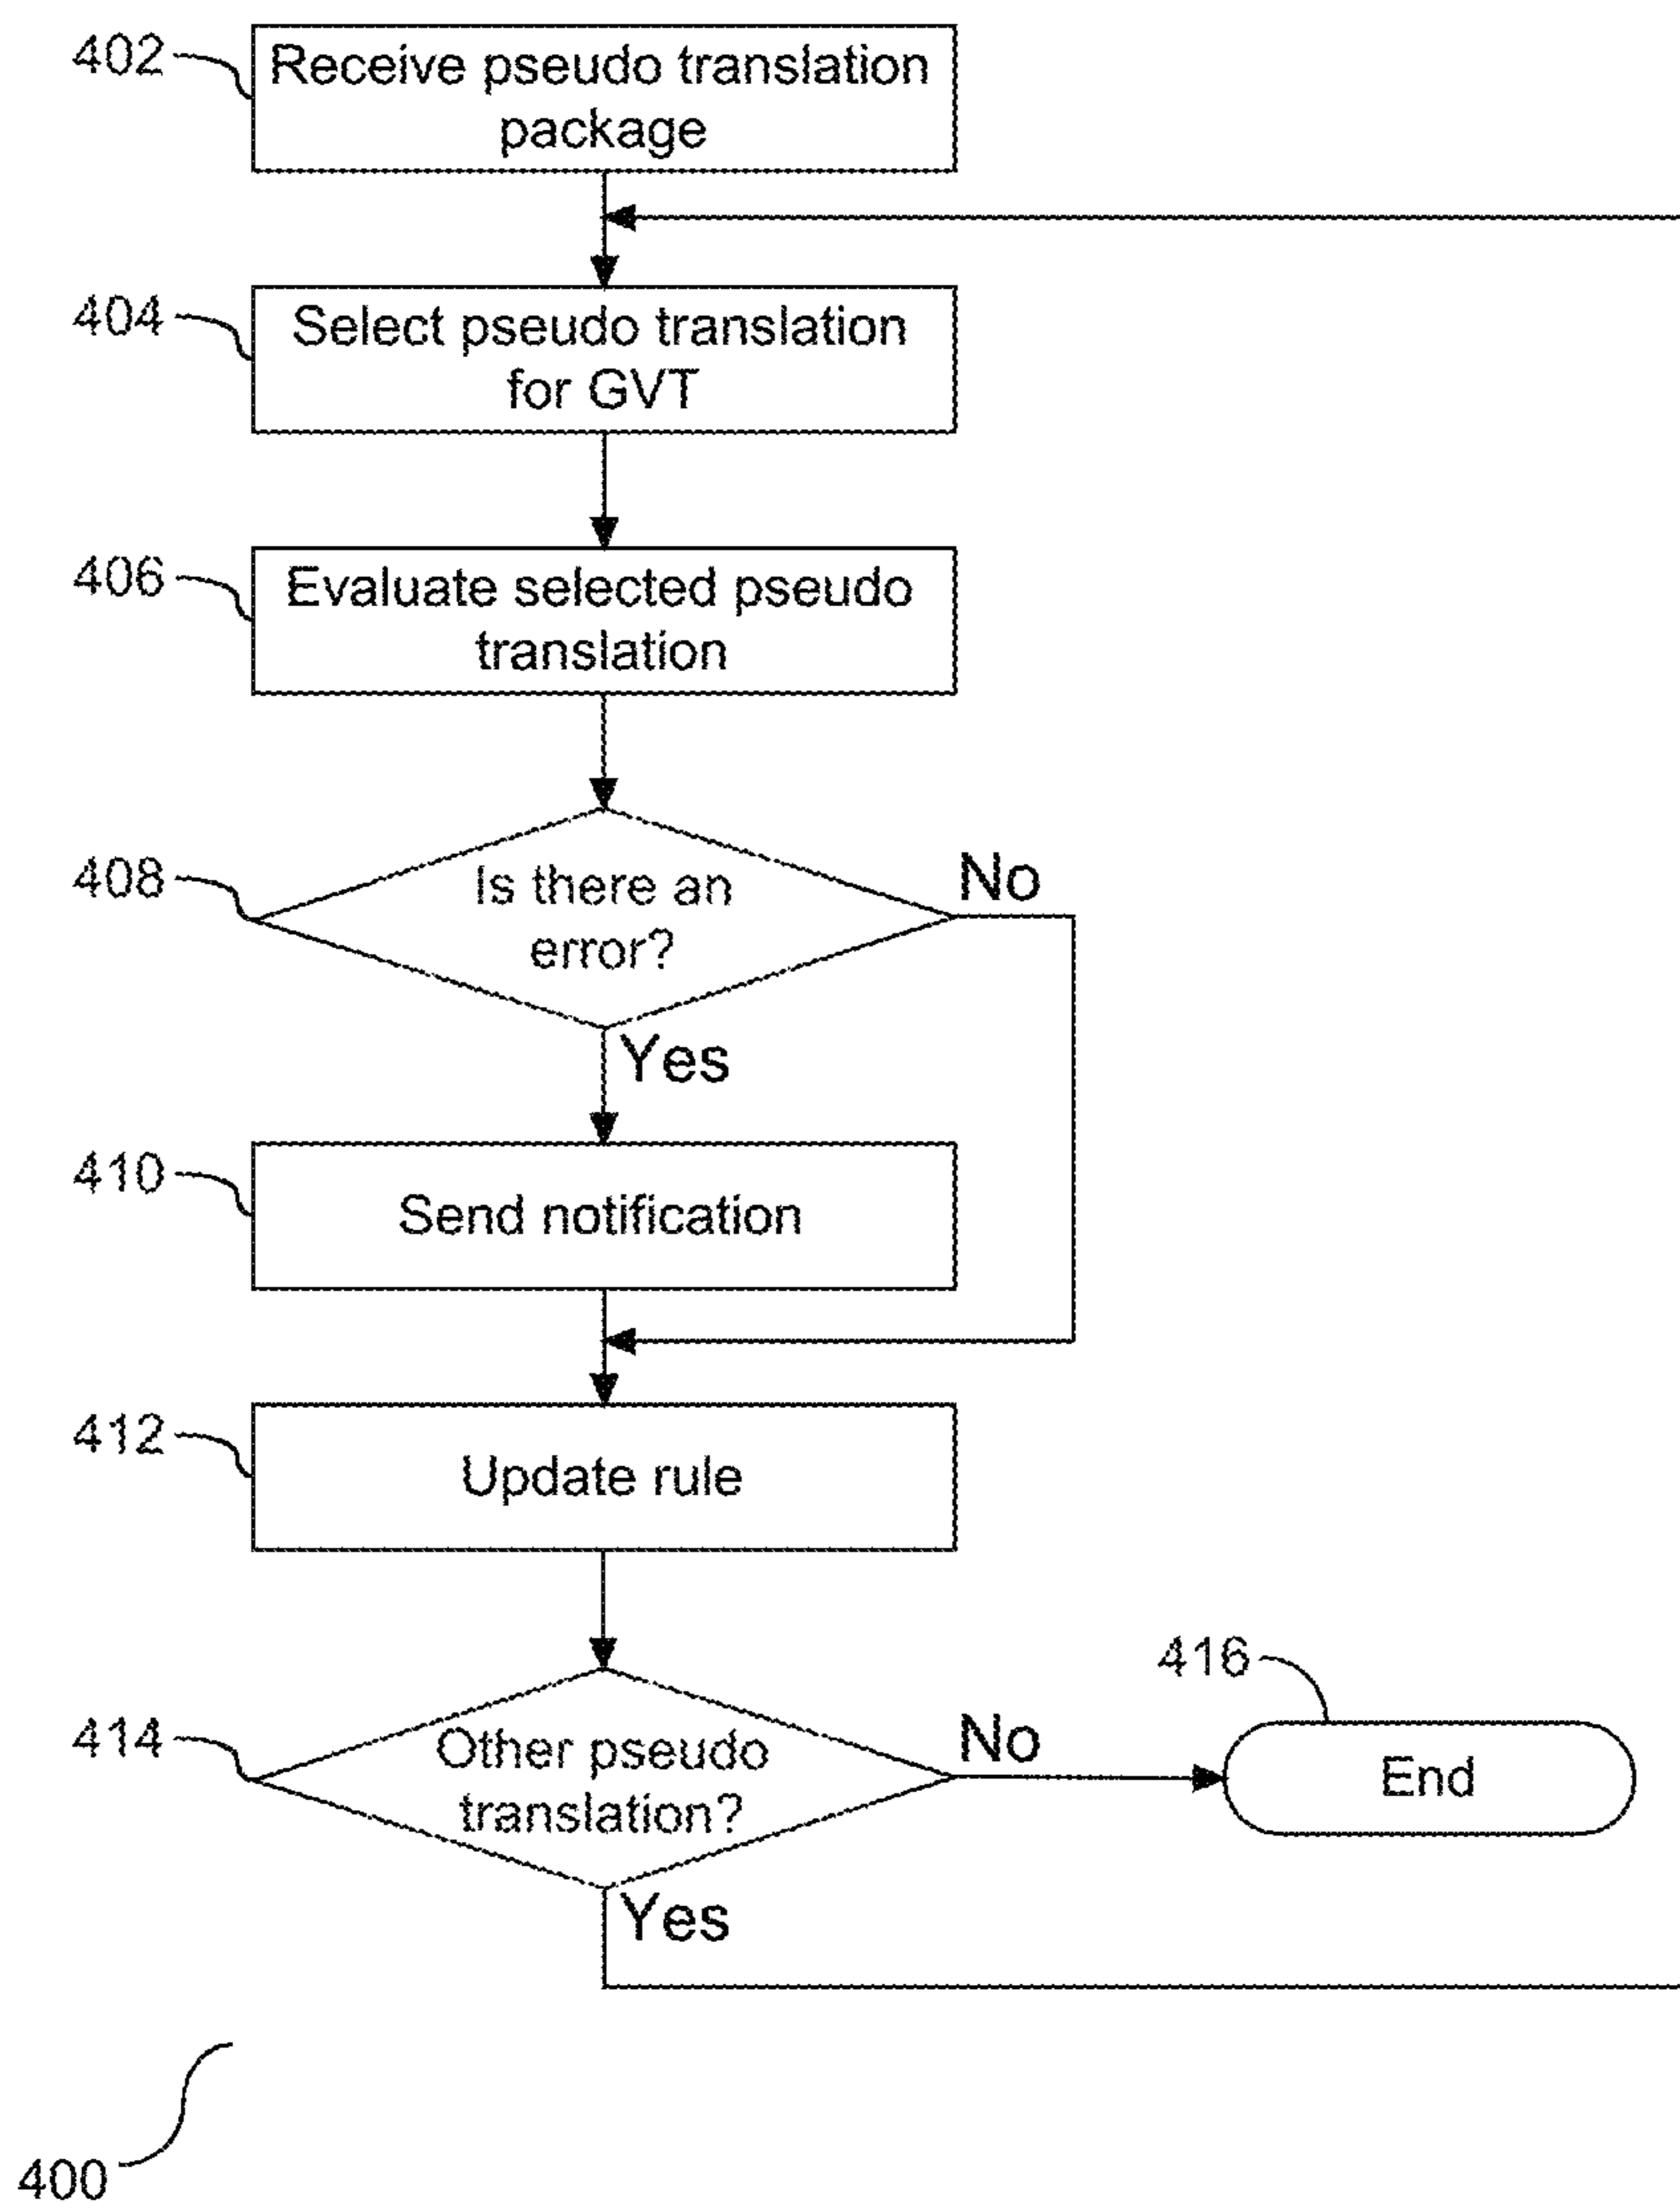 402
Receive pseudo translation
package
404
Select pseudo translation
for GVT
406
Evaluate selected pseudo
translation
408
Is there an
error?
No
Yes
410
Send notification
412
Update rule
414
Other pseudo
translation?
No
416
End
Yes
400